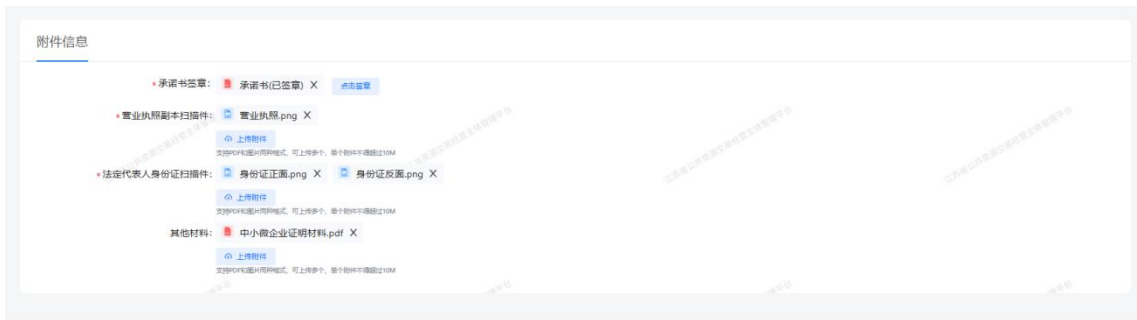 附件信息
*承诺书签章: 承诺书(已签章) X 点击签章
*营业执照副本扫描件: 营业执照.png X
上传附件
支持PDF和图片两种格式, 可上传多个, 单个附件不得超过10M
*法定代表人身份证扫描件: 身份证正面.png X 身份证反面.png X
上传附件
支持PDF和图片两种格式, 可上传多个, 单个附件不得超过10M
其他材料: 中小微企业证明材料.pdf X
上传附件
支持PDF和图片两种格式, 可上传多个, 单个附件不得超过10M